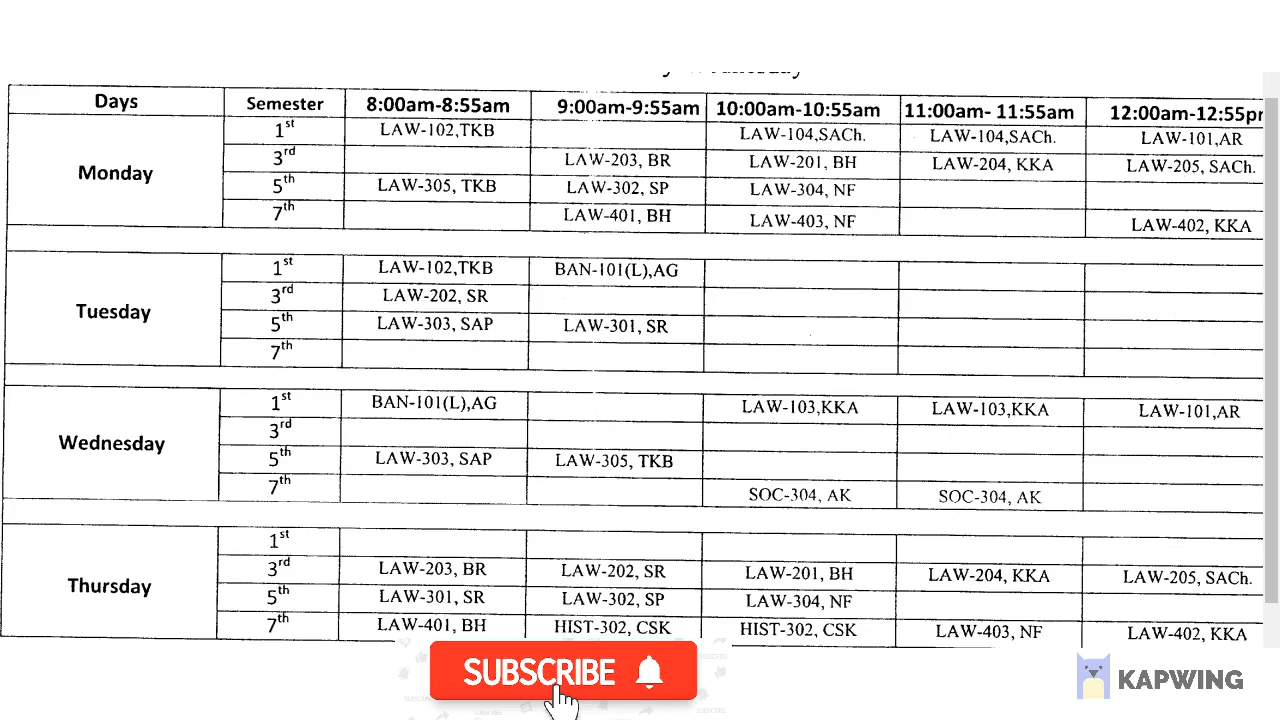 Days Semester 8:00am-8:55am 9:00am-9:55am 10:00am-10:55am 11:00am- 11:55am 12:00am-12:55pm
Monday
1st LAW-102,TKB LAW-104,SACh. LAW-104,SACh. LAW-101,AR
3rd LAW-203, BR LAW-201, BH LAW-204, KKA LAW-205, SACh.
5th LAW-305, TKB LAW-302, SP LAW-304, NF
7th LAW-401, BH LAW-403, NF LAW-402, KKA
Tuesday
1st LAW-102,TKB BAN-101(L),AG
3rd LAW-202, SR
5th LAW-303, SAP LAW-301, SR
7th
Wednesday
1st BAN-101(L),AG LAW-103,KKA LAW-103,KKA LAW-101,AR
3rd
5th LAW-303, SAP LAW-305, TKB
7th SOC-304, AK SOC-304, AK
Thursday
1st
3rd LAW-203, BR LAW-202, SR LAW-201, BH LAW-204, KKA LAW-205, SACh.
5th LAW-301, SR LAW-302, SP LAW-304, NF
7th LAW-401, BH HIST-302, CSK HIST-302, CSK LAW-403, NF LAW-402, KKA
SUBSCRIBE
KAPWING